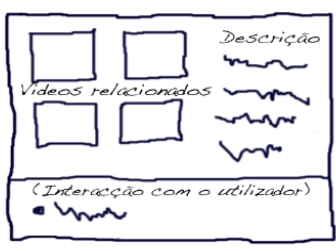 Descrição
Vídeos relacionados
(Interacção com o utilizador)